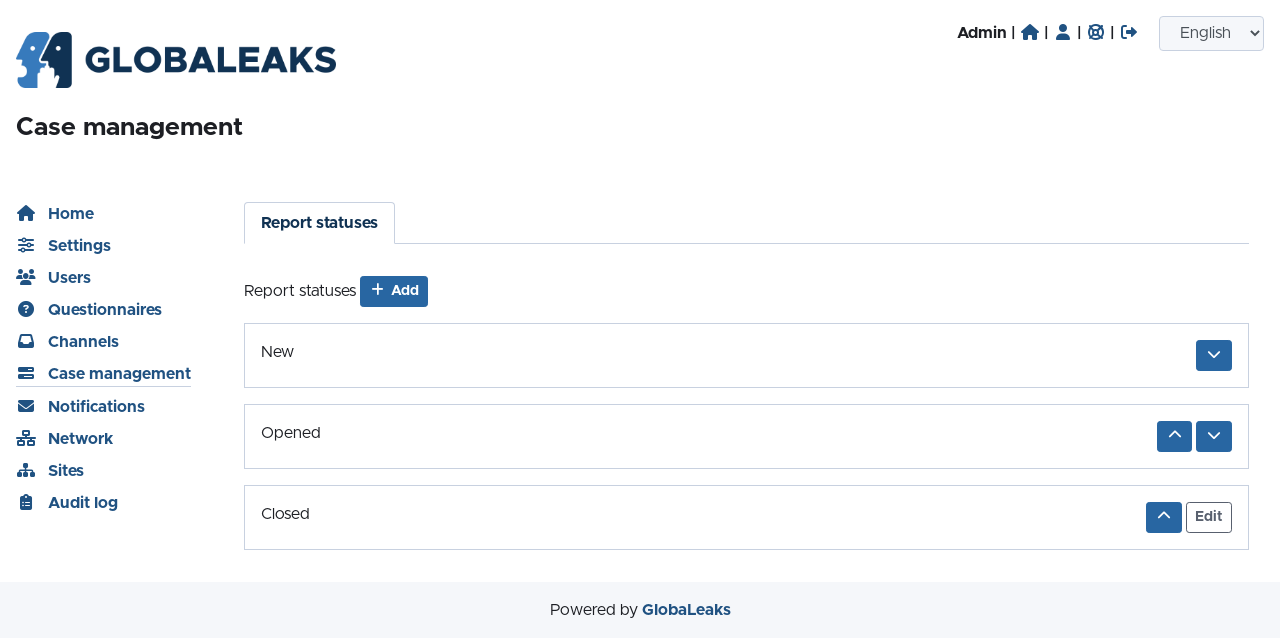 Admin | | | |
English
GLOBALEAKS
Case management
Home
Settings
Users
Questionnaires
Channels
Case management
Notifications
Network
Sites
Audit log
Report statuses
Report statuses + Add
New
Opened
Closed
Edit
Powered by GlobaLeaks